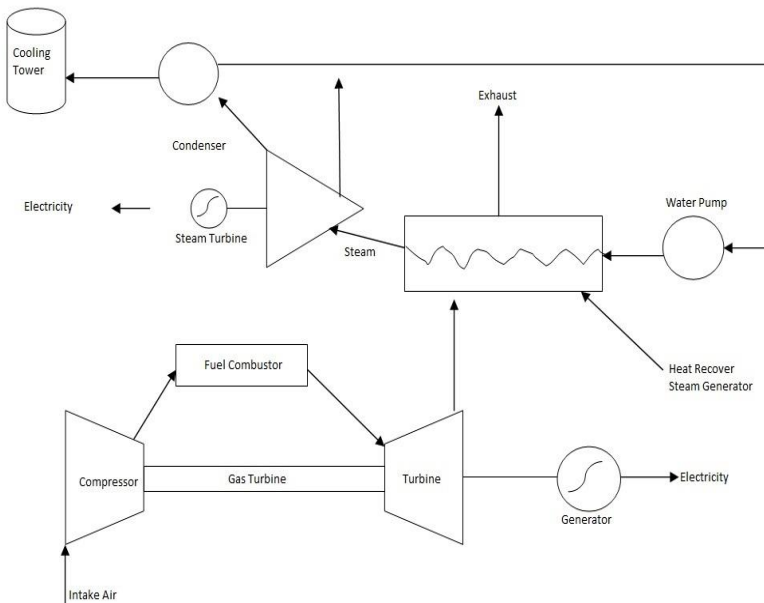 Cooling
Tower
Exhaust
Condenser
Water Pump
Electricity
Steam Turbine
Steam
Fuel Combustor
Heat Recover
Steam Generator
Compressor
Gas Turbine
Turbine
Electricity
Generator
Intake Air